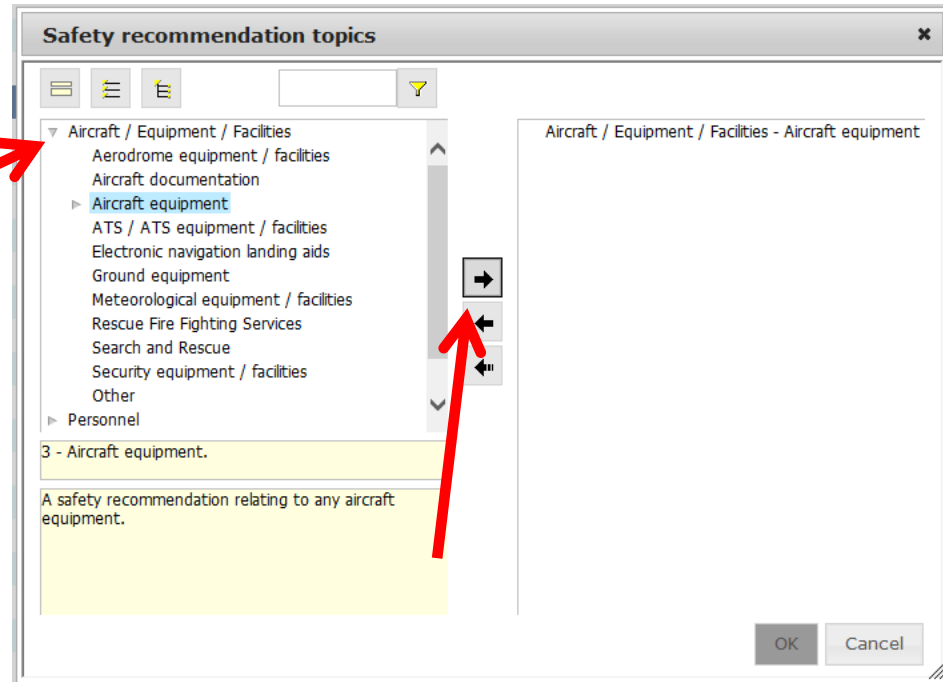 Safety recommendation topics
Aircraft / Equipment / Facilities
Aerodrome equipment / facilities
Aircraft documentation
Aircraft equipment
ATS / ATS equipment / facilities
Electronic navigation landing aids
Ground equipment
Meteorological equipment / facilities
Rescue Fire Fighting Services
Search and Rescue
Security equipment / facilities
Other
Personnel
3 - Aircraft equipment.
A safety recommendation relating to any aircraft
equipment.
Aircraft / Equipment / Facilities - Aircraft equipment
OK
Cancel